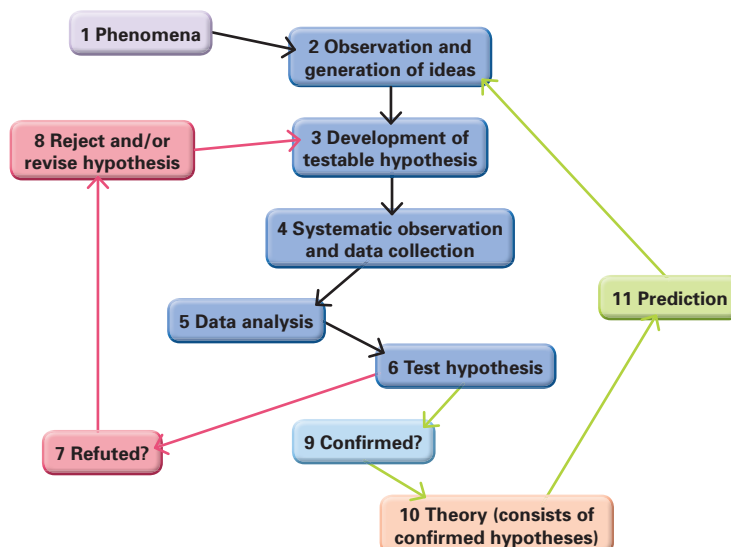 1 Phenomena
2 Observation and
generation of ideas
3 Development of
testable hypothesis
8 Reject and/or
revise hypothesis
4 Systematic observation
and data collection
11 Prediction
5 Data analysis
6 Test hypothesis
9 Confirmed?
7 Refuted?
10 Theory (consists of
confirmed hypotheses)